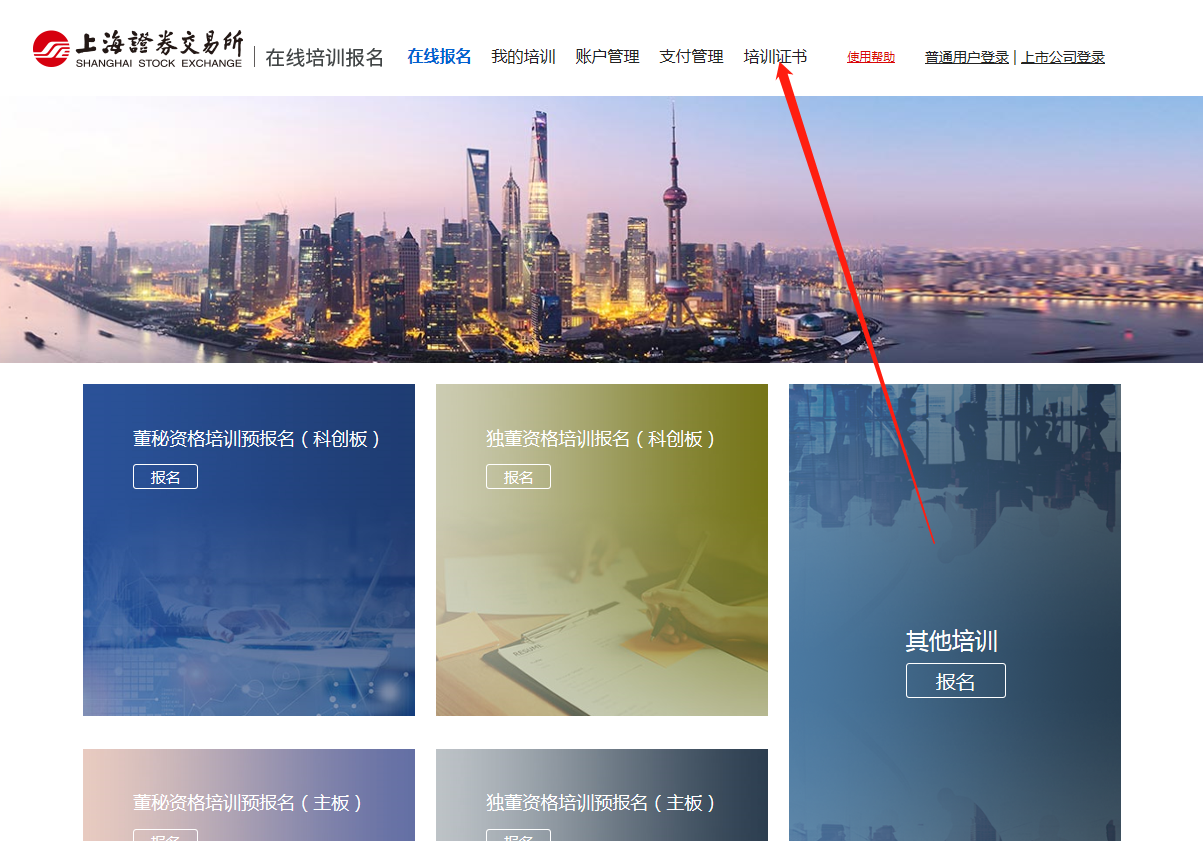 上海證券交易所
SHANGHAI STOCK EXCHANGE
在线培训报名 在线报名 我的培训 账户管理 支付管理 培训证书 使用帮助 普通用户登录 | 上市公司登录
董秘资格培训预报名（科创板）
报名
独董资格培训报名（科创板）
报名
RESUME
其他培训
报名
董秘资格培训预报名（主板）
报名
独董资格培训预报名（主板）
报名